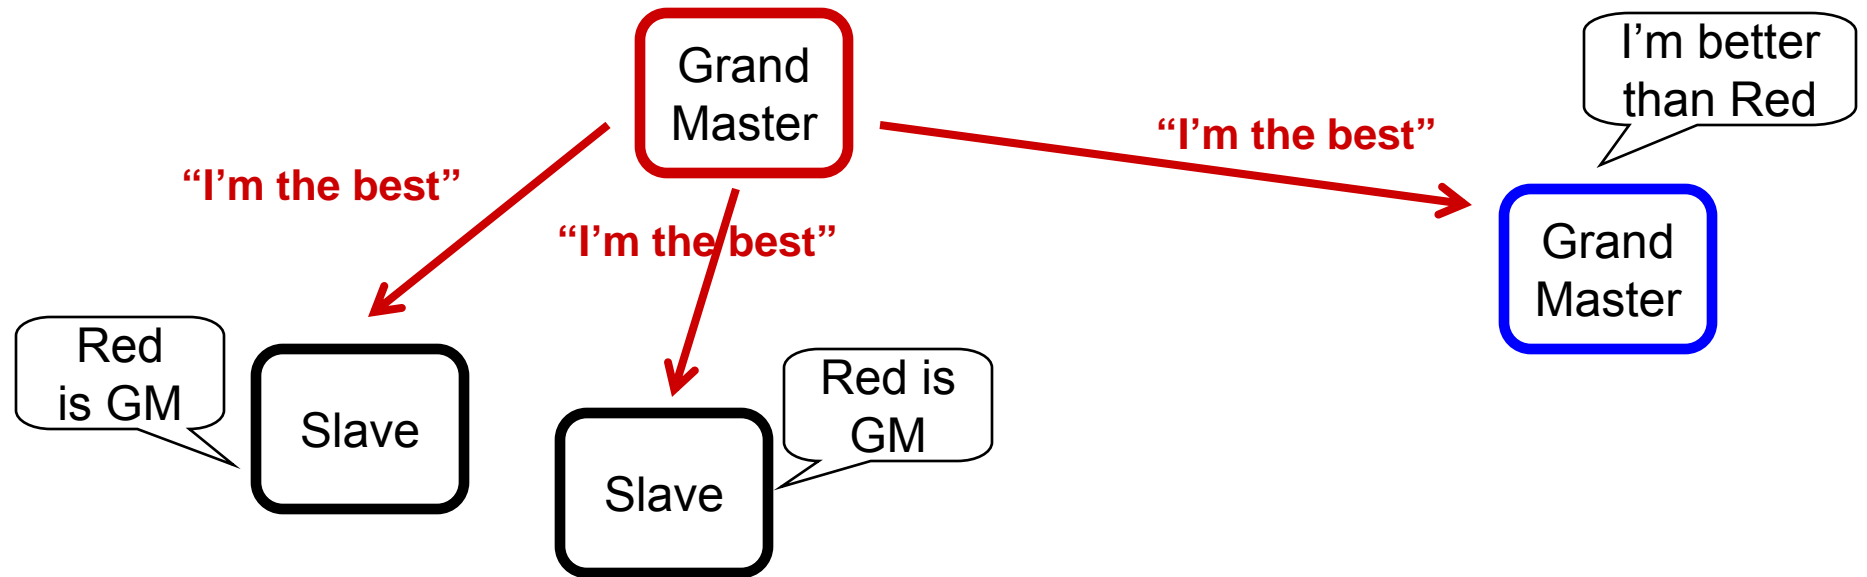 Grand
Master
I’m better
than Red
“I’m the best”
“I’m the best”
“I’m the best”
Grand
Master
Red
is GM
Slave
Red is
GM
Slave